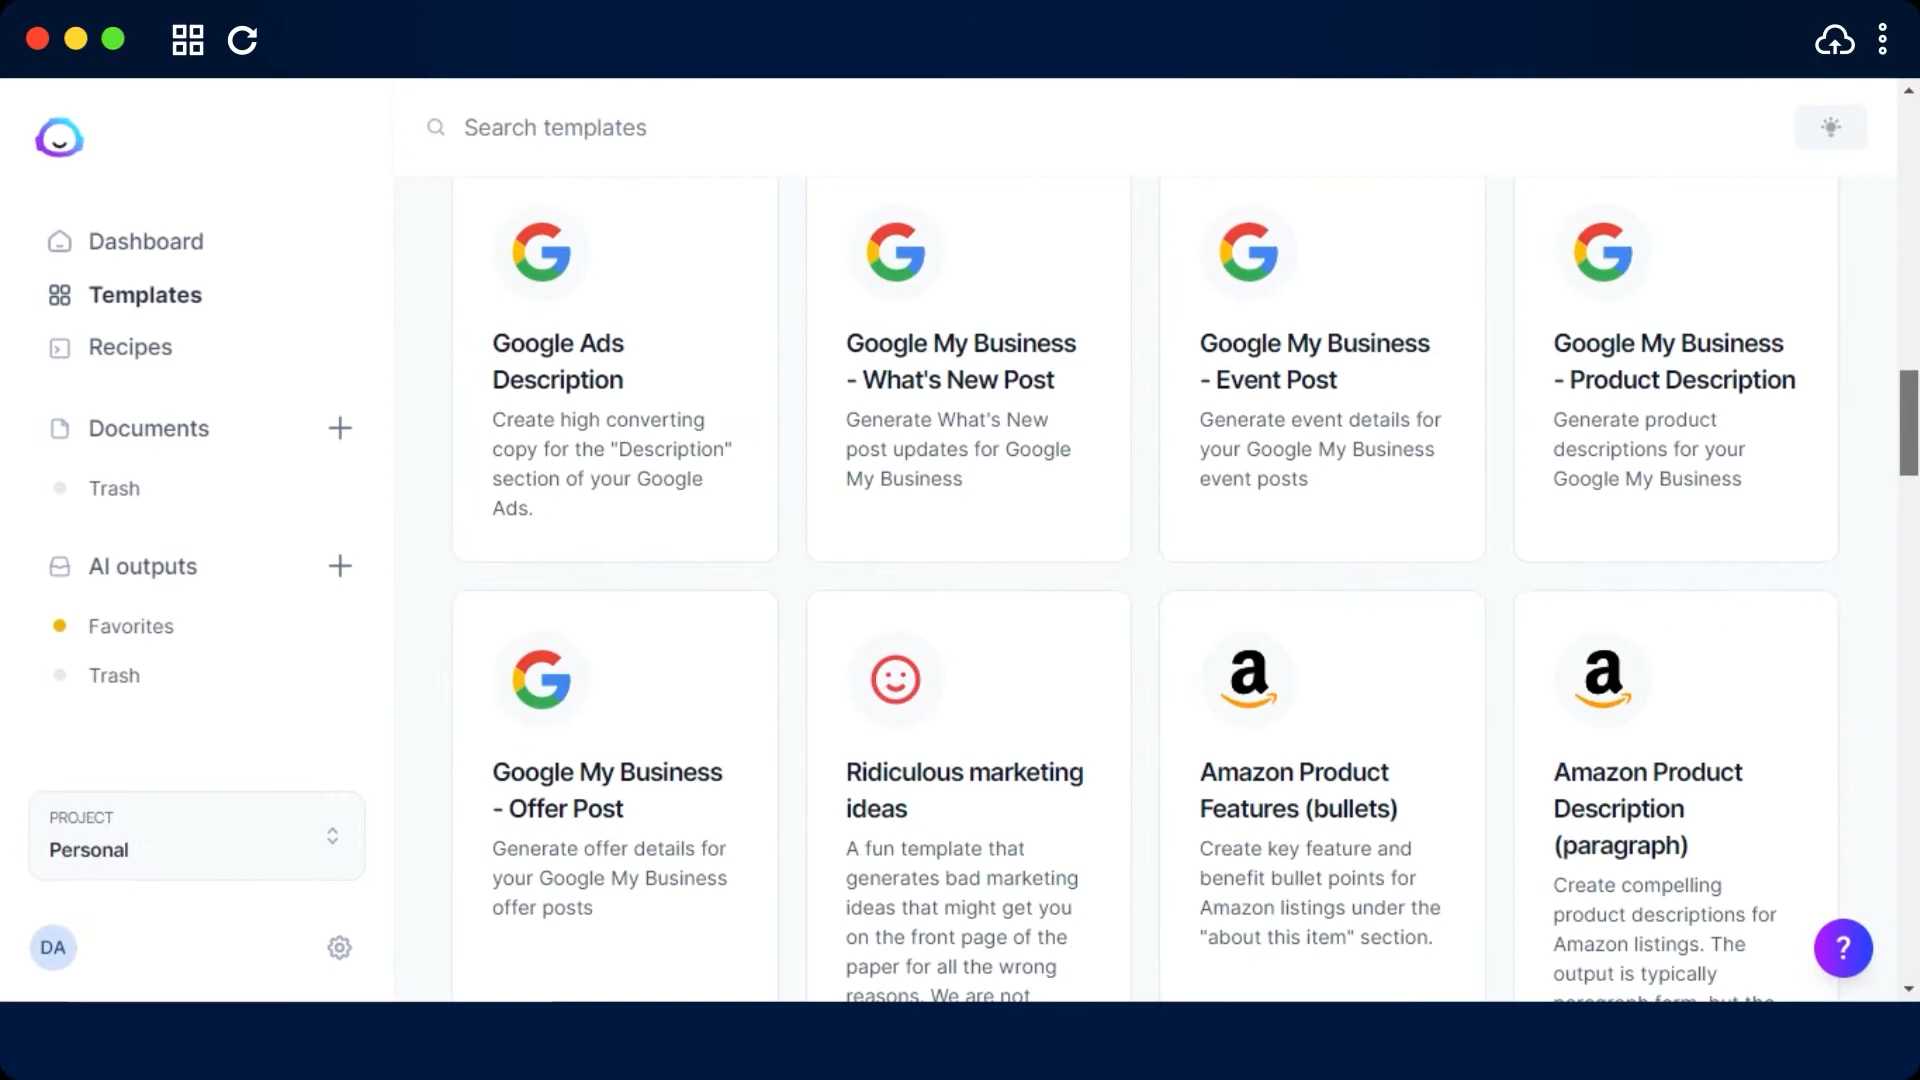 Search templates
Dashboard
Templates
Recipes
Documents
Trash
AI outputs
Favorites
Trash
PROJECT
Personal
DA
Google Ads
Description
Create high converting
copy for the "Description"
section of your Google
Ads.
Google My Business
- What's New Post
Generate What's New
post updates for Google
My Business
Google My Business
- Event Post
Generate event details for
your Google My Business
event posts
Google My Business
- Product Description
Generate product
descriptions for your
Google My Business
Google My Business
- Offer Post
Generate offer details for
your Google My Business
offer posts
Ridiculous marketing
ideas
A fun template that
generates bad marketing
ideas that might get you
on the front page of the
paper for all the wrong
reasons. We are not
Amazon Product
Features (bullets)
Create key feature and
benefit bullet points for
Amazon listings under the
"about this item" section.
Amazon Product
Description
(paragraph)
Create compelling
product descriptions for
Amazon listings. The
output is typically
paragraph form, but the
?